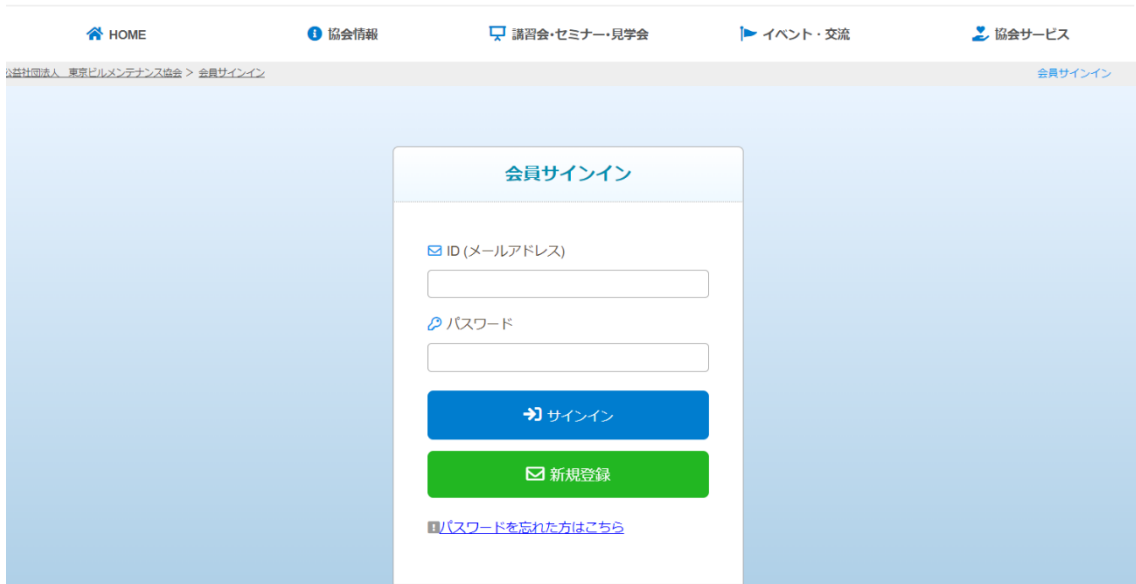 HOME 協会情報 講習会・セミナー・見学会 イベント・交流 協会サービス
公益社団法人 東京ビルメンテナンス協会 > 会員サインイン 会員サインイン
会員サインイン
ID (メールアドレス)
パスワード
サインイン
新規登録
パスワードを忘れた方はこちら